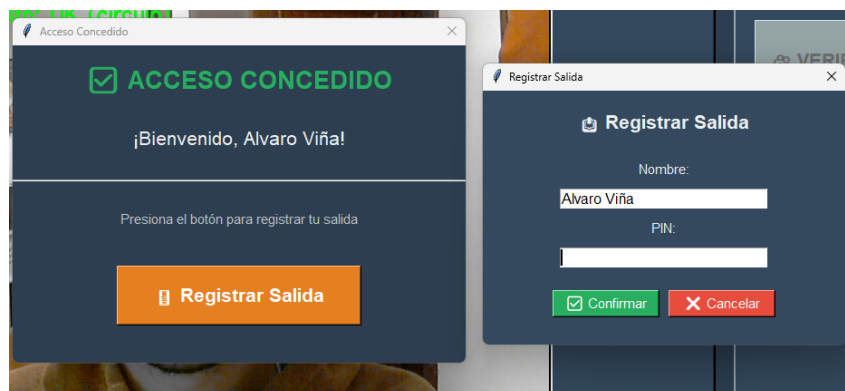 Acceso Concedido
ACCESO CONCEDIDO
¡Bienvenido, Alvaro Viña!
Presiona el botón para registrar tu salida
Registrar Salida
Registrar Salida
Registrar Salida
Nombre:
Alvaro Viña
PIN:
Confirmar
Cancelar